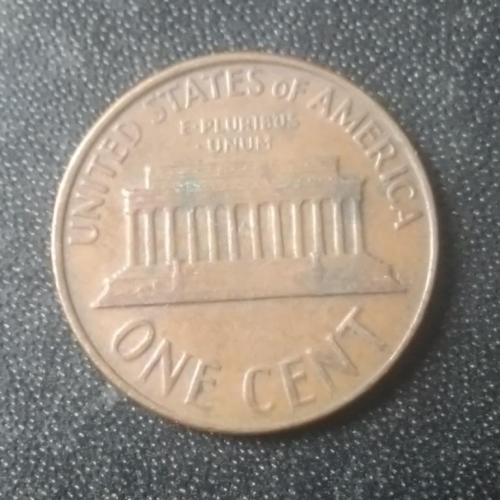 UNITED STATES OF AMERICA
E·PLURIBUS
UNUM
ONE CENT